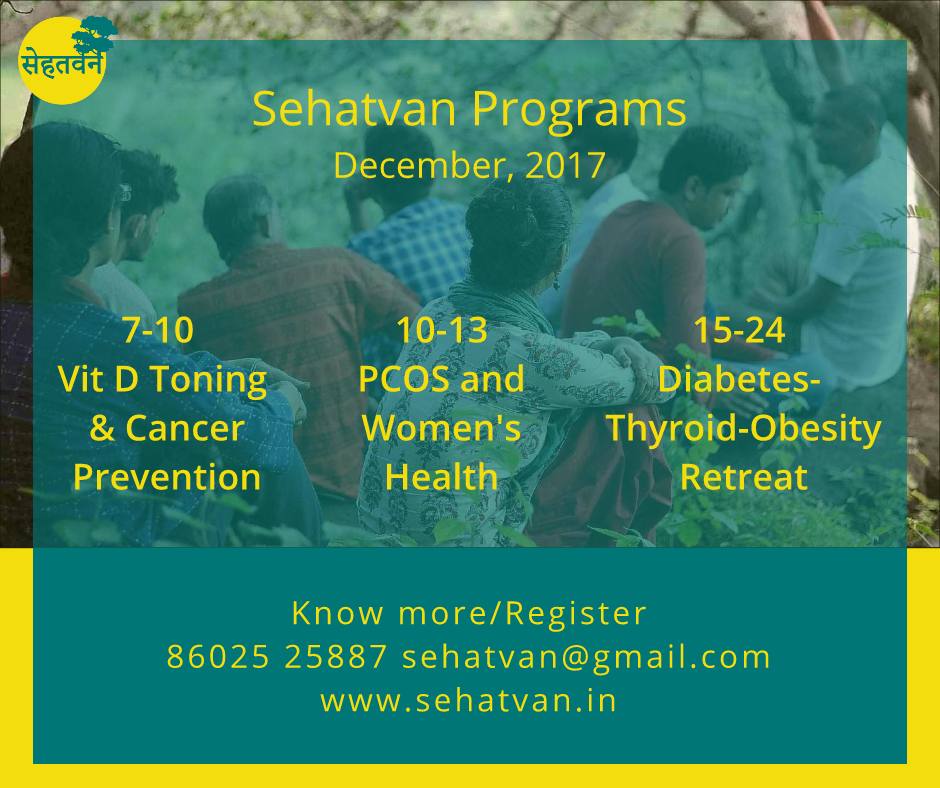 सेहतवन
Sehatvan Programs
December, 2017
7-10
Vit D Toning
& Cancer
Prevention
10-13
PCOS and
Women's
Health
15-24
Diabetes-
Thyroid-Obesity
Retreat
Know more/Register
86025 25887 sehatvan@gmail.com
www.sehatvan.in